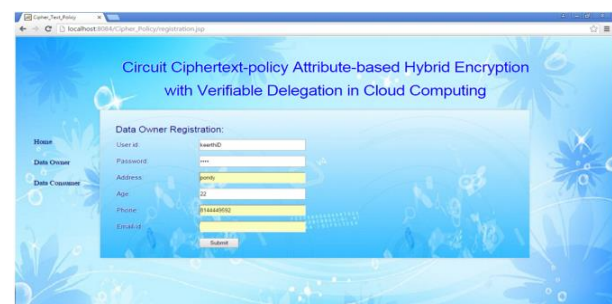 Cipher_Text_Policy
localhost:8084/Cipher_Policy/registration.jsp
Circuit Ciphertext-policy Attribute-based Hybrid Encryption
with Verifiable Delegation in Cloud Computing
Data Owner Registration:
Home
User id: keerthiD
Password: ••••
Data Owner
Address: pondy
Data Consumer
Age: 22
Phone: 8144449592
Email-id:
Submit